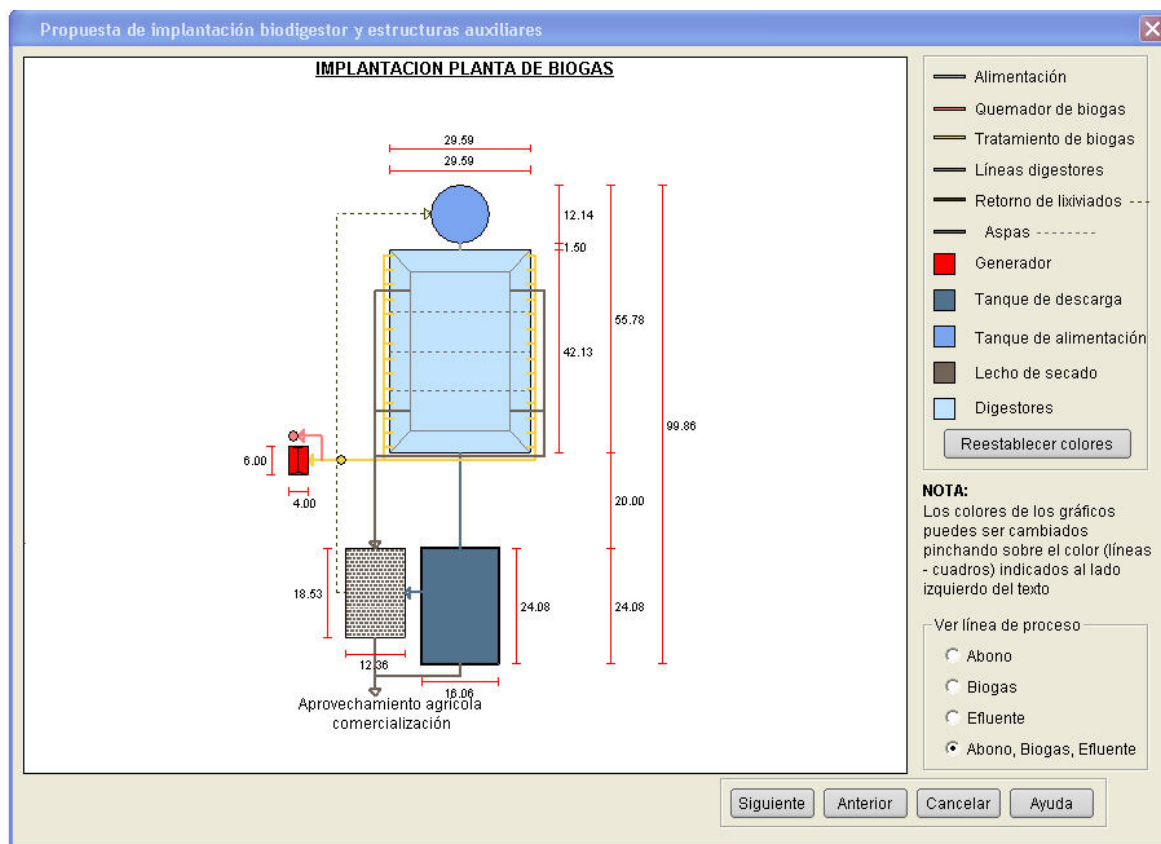 Propuesta de implantación biodigestor y estructuras auxiliares
IMPLANTACION PLANTA DE BIOGAS
29.59
29.59
12.14
1.50
55.78
42.13
99.86
6.00
4.00
20.00
18.53
24.08
24.08
12.36
16.06
Aprovechamiento agrícola
comercialización
Alimentación
Quemador de biogas
Tratamiento de biogas
Líneas digestores
Retorno de lixiviados
Aspas
Generador
Tanque de descarga
Tanque de alimentación
Lecho de secado
Digestores
Reestablecer colores
NOTA:
Los colores de los gráficos
puedes ser cambiados
pinchando sobre el color (líneas
- cuadros) indicados al lado
izquierdo del texto
Ver línea de proceso
Abono
Biogas
Efluente
Abono, Biogas, Efluente
Siguiente
Anterior
Cancelar
Ayuda